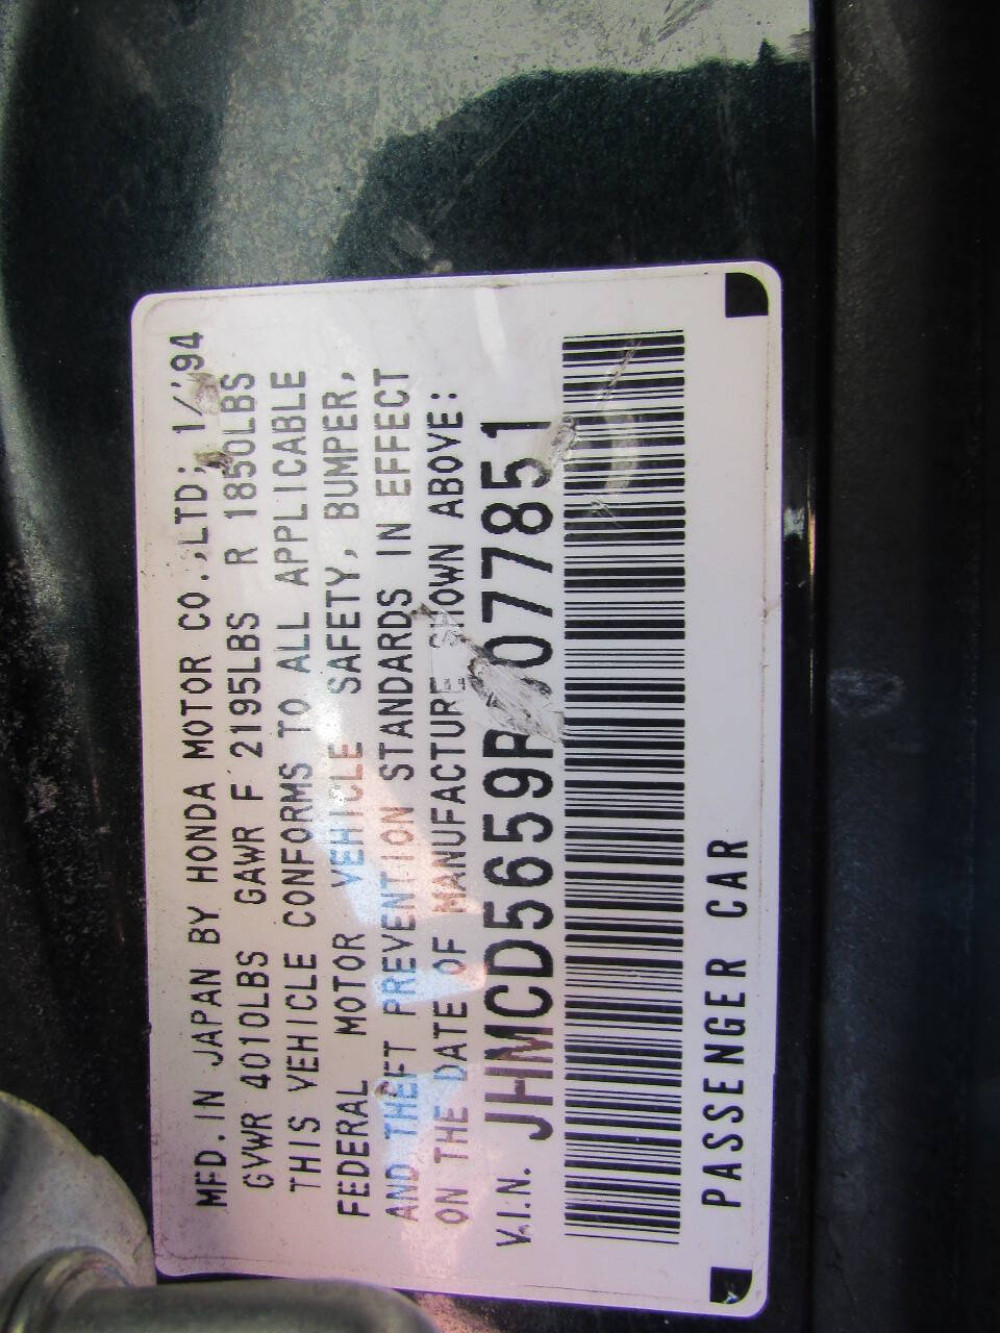 MFD. IN JAPAN BY HONDA MOTOR CO.,LTD; 1/'94
GVWR 4010LBS GAWR F 2195LBS R 1850LBS
THIS VEHICLE CONFORMS TO ALL APPLICABLE
FEDERAL MOTOR VEHICLE SAFETY, BUMPER,
AND THEFT PREVENTION STANDARDS IN EFFECT
ON THE DATE OF MANUFACTURE SHOWN ABOVE:
V.I.N.
PASSENGER CAR